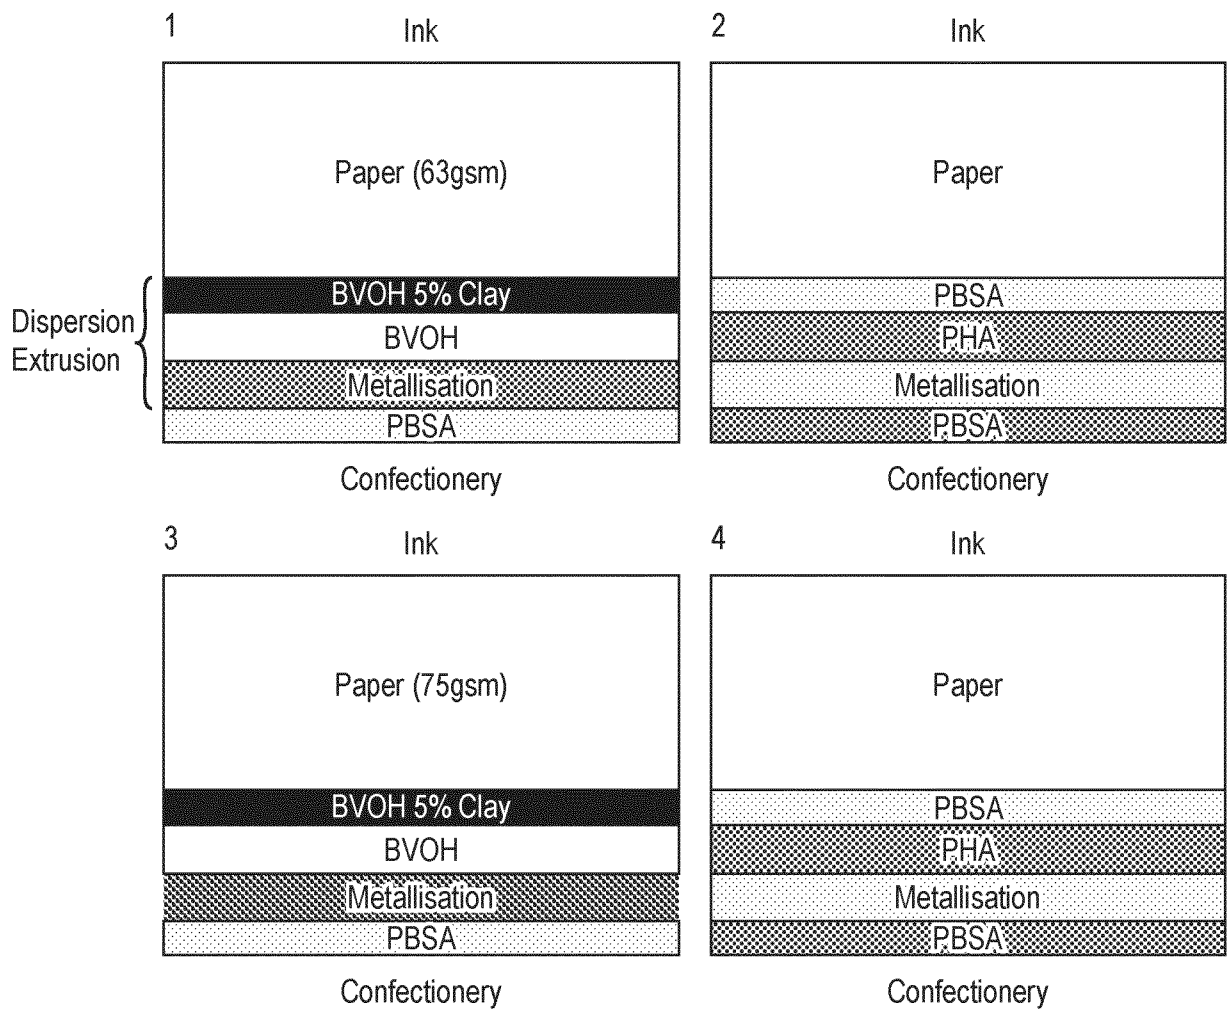 1
Ink
Paper (63gsm)
Dispersion
Extrusion
BVOH 5% Clay
BVOH
Metallisation
PBSA
Confectionery
2
Ink
Paper
PBSA
PHA
Metallisation
PBSA
Confectionery
3
Ink
Paper (75gsm)
BVOH 5% Clay
BVOH
Metallisation
PBSA
Confectionery
4
Ink
Paper
PBSA
PHA
Metallisation
PBSA
Confectionery